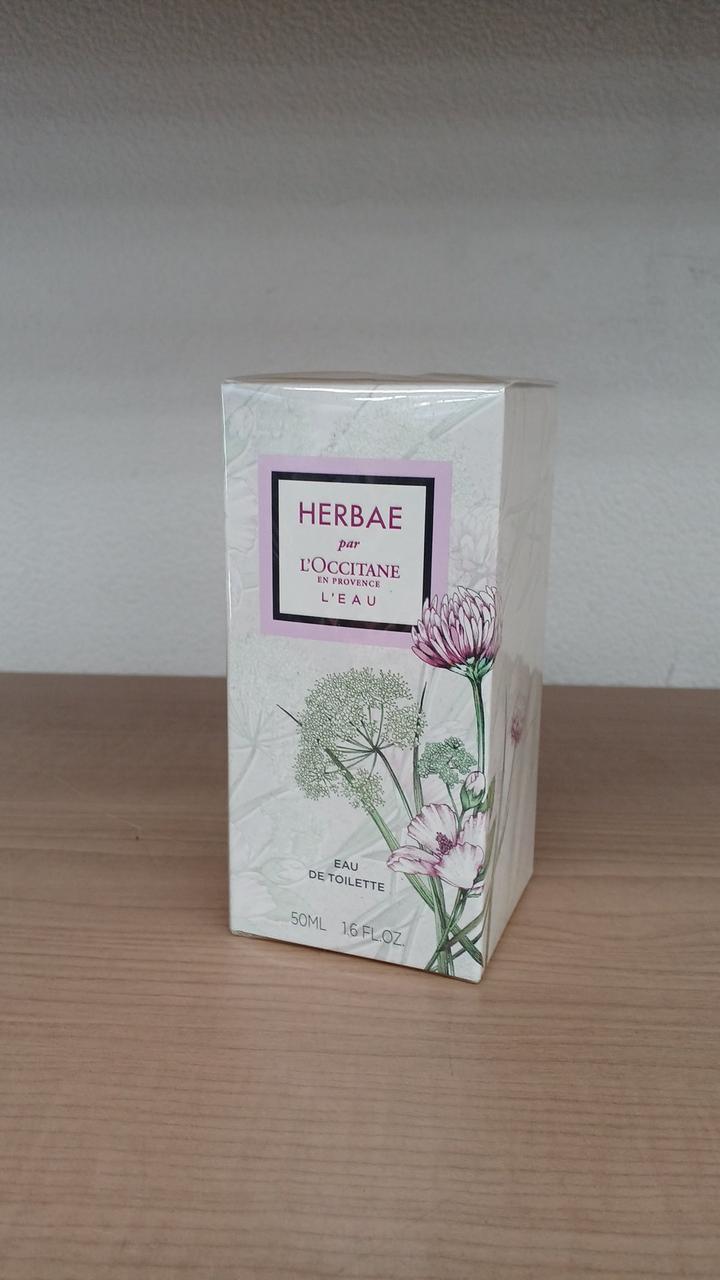 HERBAE
par
L'OCCITANE
EN PROVENCE
L'EAU
EAU
DE TOILETTE
50ML 1.6 FL.OZ.